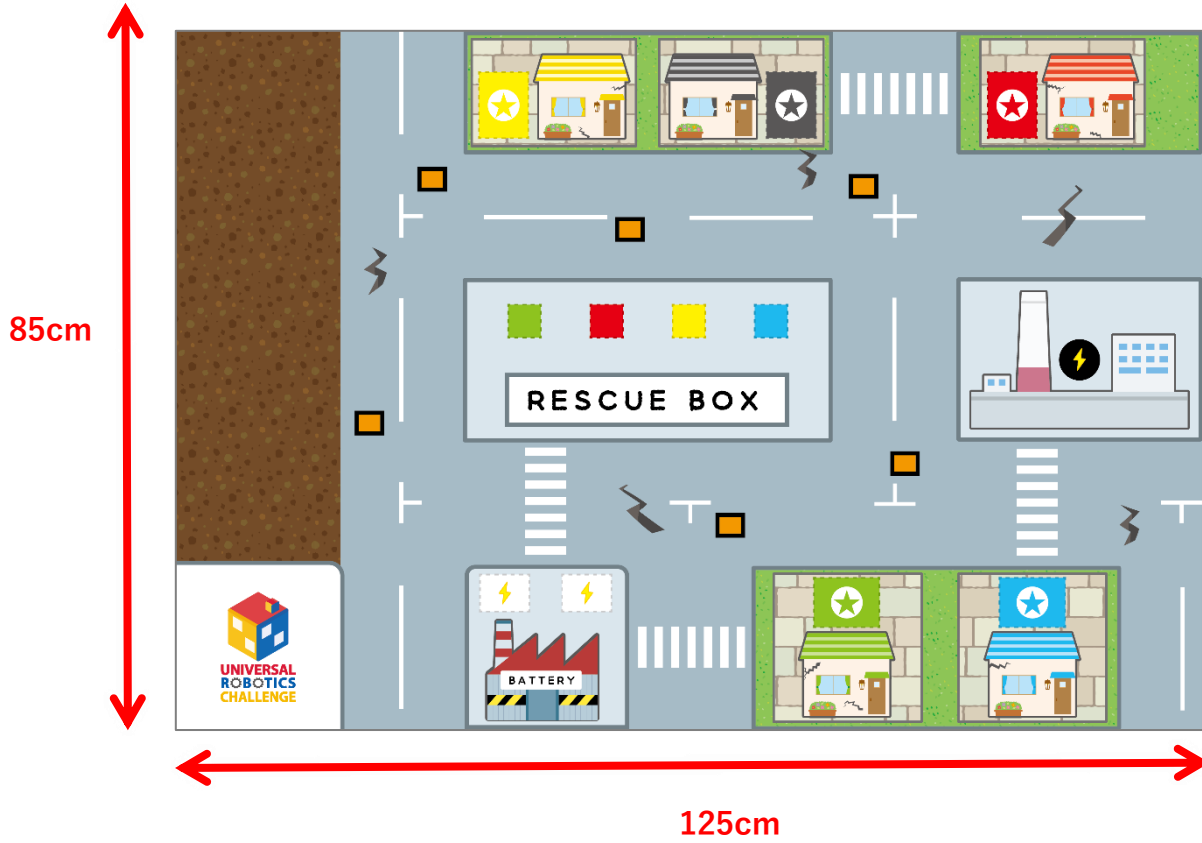 85cm
RESCUE BOX
UNIVERSAL
ROBOTICS
CHALLENGE
BATTERY
125cm